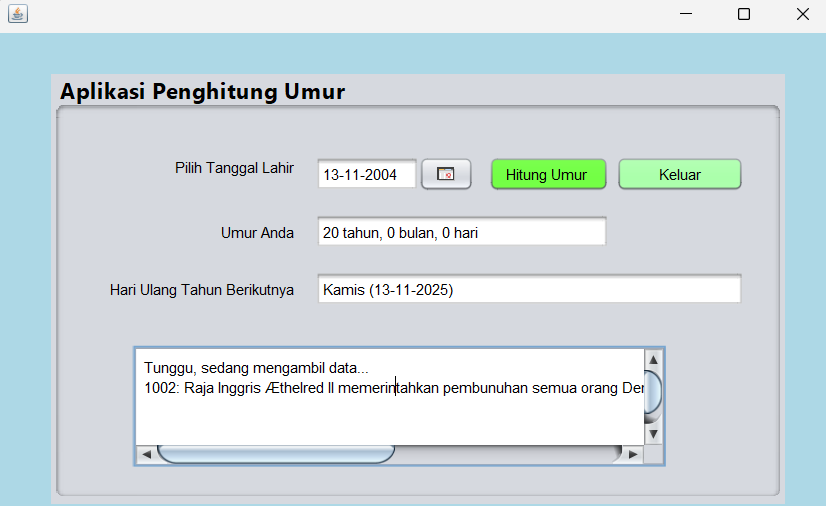 Aplikasi Penghitung Umur
Pilih Tanggal Lahir 13-11-2004 Hitung Umur Keluar
Umur Anda 20 tahun, 0 bulan, 0 hari
Hari Ulang Tahun Berikutnya Kamis (13-11-2025)
Tunggu, sedang mengambil data...
1002: Raja Inggris Æthelred II memerintahkan pembunuhan semua orang